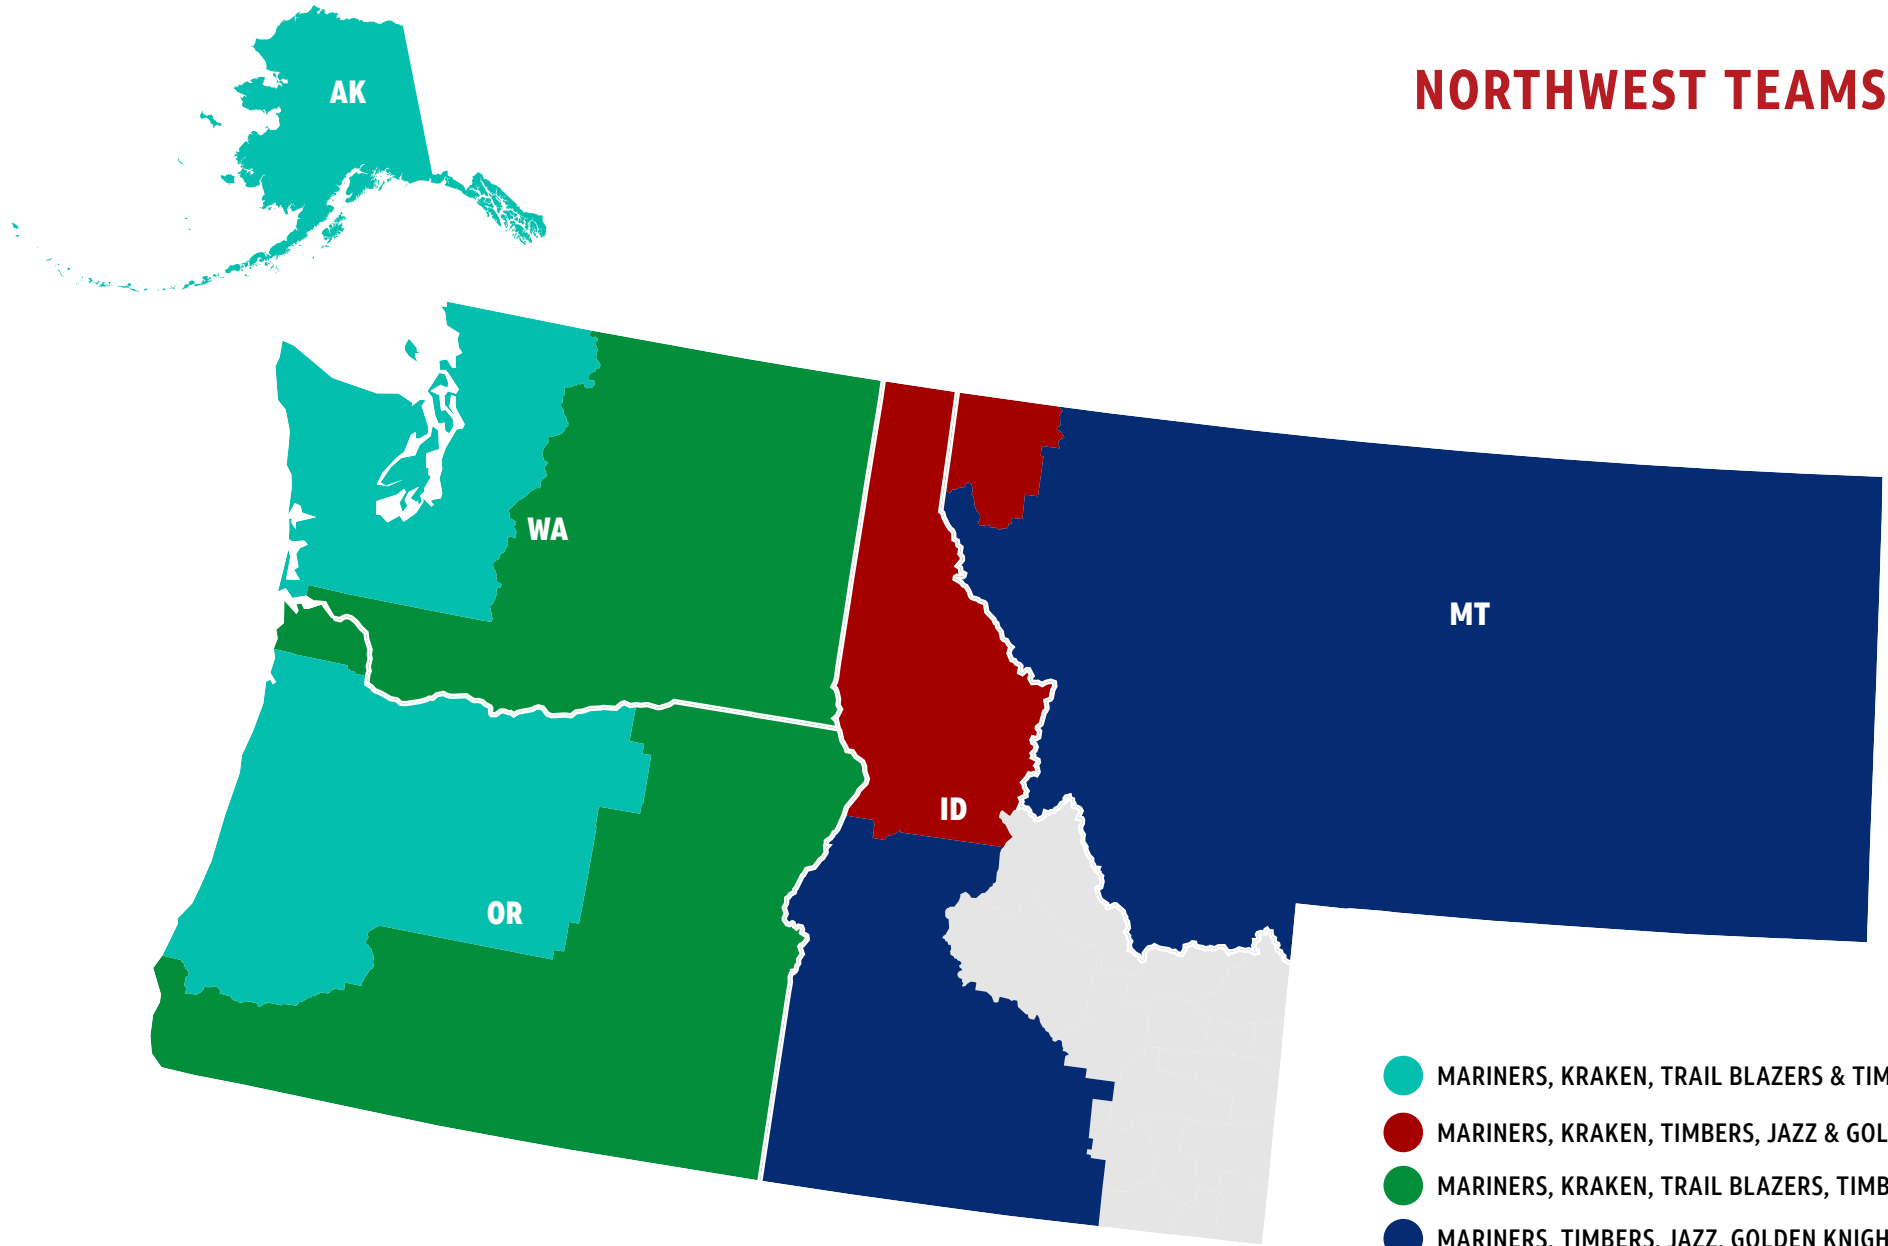 AK
NORTHWEST TEAMS
WA
MT
ID
OR
MARINERS, KRAKEN, TRAIL BLAZERS & TIM
MARINERS, KRAKEN, TIMBERS, JAZZ & GOL
MARINERS, KRAKEN, TRAIL BLAZERS, TIMB
MARINERS, TIMBERS, JAZZ, GOLDEN KNIGH